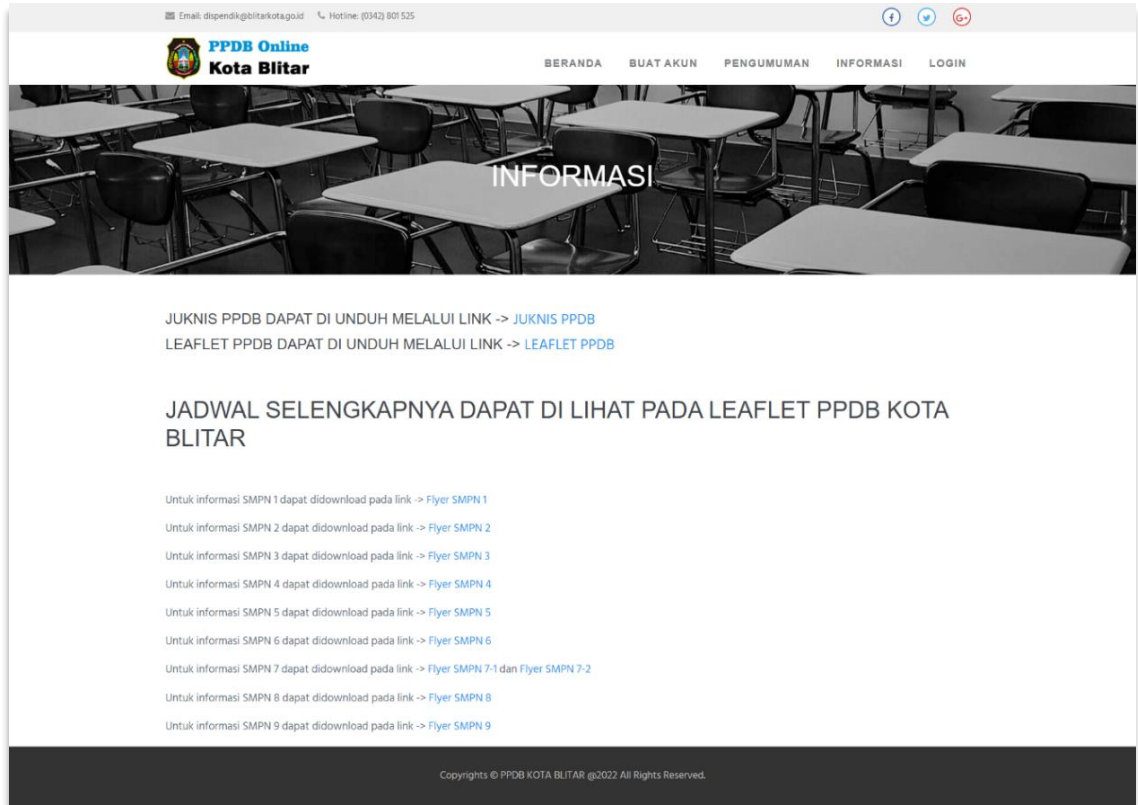 Email: dispendik@blitarkota.go.id Hotline: (0342) 801 525
PPDB Online
Kota Blitar
BERANDA BUAT AKUN PENGUMUMAN INFORMASI LOGIN
INFORMASI
JUKNIS PPDB DAPAT DI UNDUH MELALUI LINK -> JUKNIS PPDB
LEAFLET PPDB DAPAT DI UNDUH MELALUI LINK -> LEAFLET PPDB
JADWAL SELENGKAPNYA DAPAT DI LIHAT PADA LEAFLET PPDB KOTA
BLITAR
Untuk informasi SMPN 1 dapat didownload pada link -> Flyer SMPN 1
Untuk informasi SMPN 2 dapat didownload pada link -> Flyer SMPN 2
Untuk informasi SMPN 3 dapat didownload pada link -> Flyer SMPN 3
Untuk informasi SMPN 4 dapat didownload pada link -> Flyer SMPN 4
Untuk informasi SMPN 5 dapat didownload pada link -> Flyer SMPN 5
Untuk informasi SMPN 6 dapat didownload pada link -> Flyer SMPN 6
Untuk informasi SMPN 7 dapat didownload pada link -> Flyer SMPN 7-1 dan Flyer SMPN 7-2
Untuk informasi SMPN 8 dapat didownload pada link -> Flyer SMPN 8
Untuk informasi SMPN 9 dapat didownload pada link -> Flyer SMPN 9
Copyrights © PPDB KOTA BLITAR @2022 All Rights Reserved.